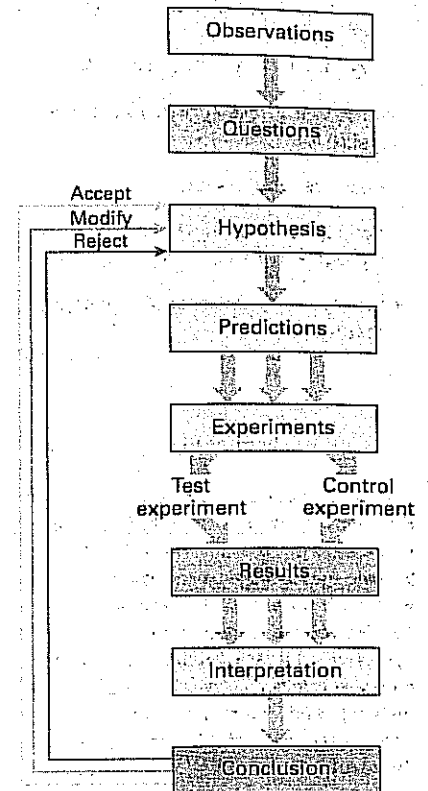 Observations
Questions
Accept
Modify
Reject
Hypothesis
Predictions
Experiments
Test
experiment
Control
experiment
Results
Interpretation
Conclusion